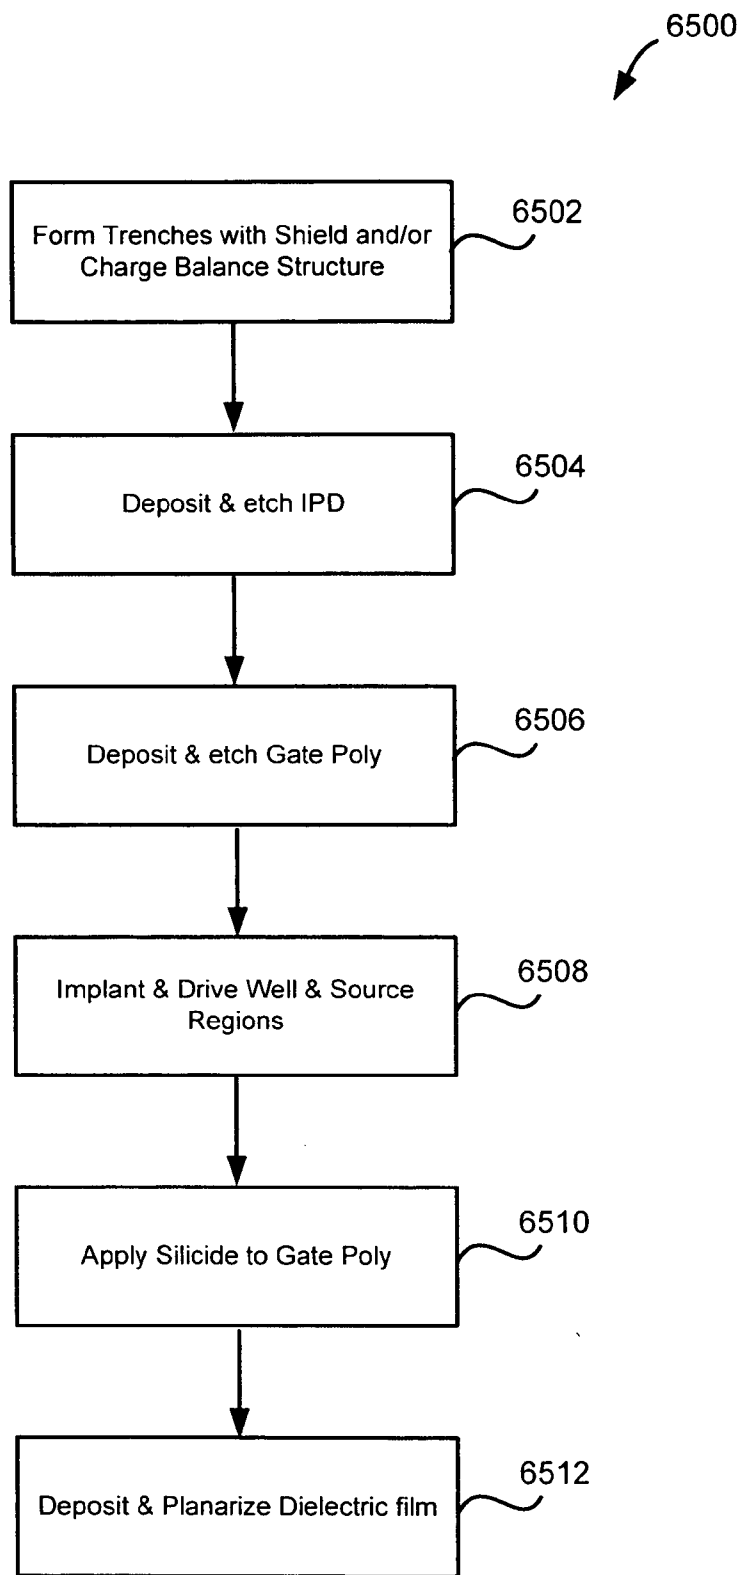 6500
Form Trenches with Shield and/or
Charge Balance Structure
6502
Deposit & etch IPD
6504
Deposit & etch Gate Poly
6506
Implant & Drive Well & Source
Regions
6508
Apply Silicide to Gate Poly
6510
Deposit & Planarize Dielectric film
6512